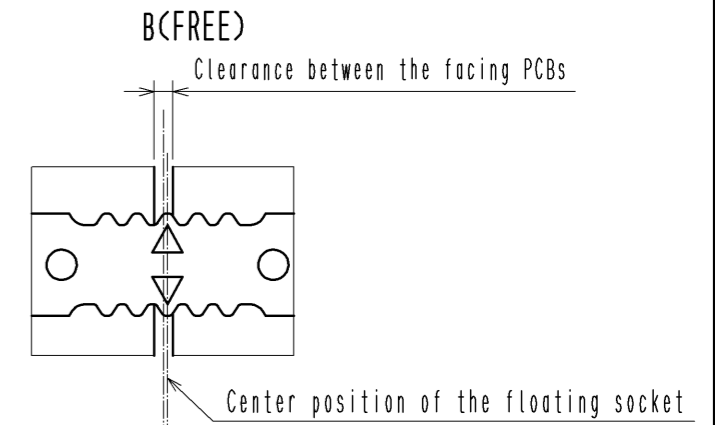 B(FREE)
Clearance between the facing PCBs
Center position of the floating socket